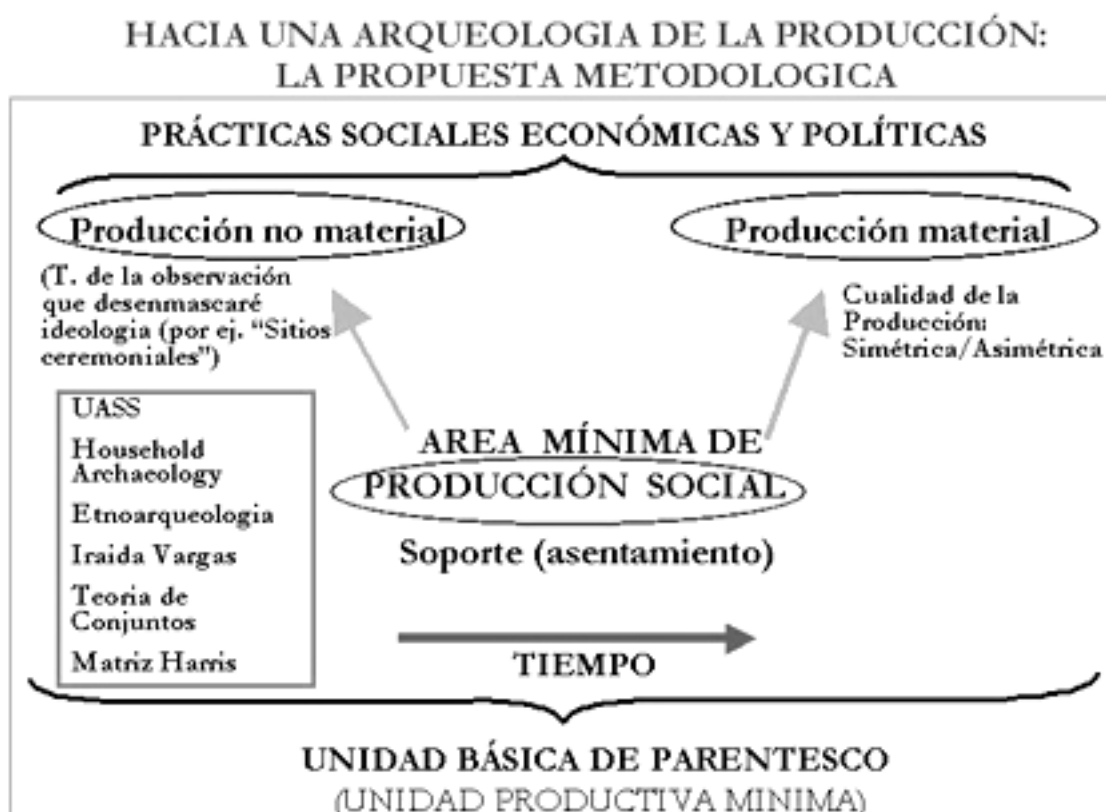 HACIA UNA ARQUEOLOGIA DE LA PRODUCCIÓN:
LA PROPUESTA METODOLOGICA
PRÁCTICAS SOCIALES ECONÓMICAS Y POLÍTICAS
Producción no material
(T. de la observación
que desenmascaré
ideologia (por ej. “Sitios
ceremoniales”)
Producción material
Cualidad de la
Producción:
Simétrica/Asimétrica
UASS
Household
Archaeology
Etnoarqueologia
Iraida Vargas
Teoria de
Conjuntos
Matriz Harris
AREA MÍNIMA DE
PRODUCCIÓN SOCIAL
Soporte (asentamiento)
TIEMPO
UNIDAD BÁSICA DE PARENTESCO
(UNIDAD PRODUCTIVA MINIMA)